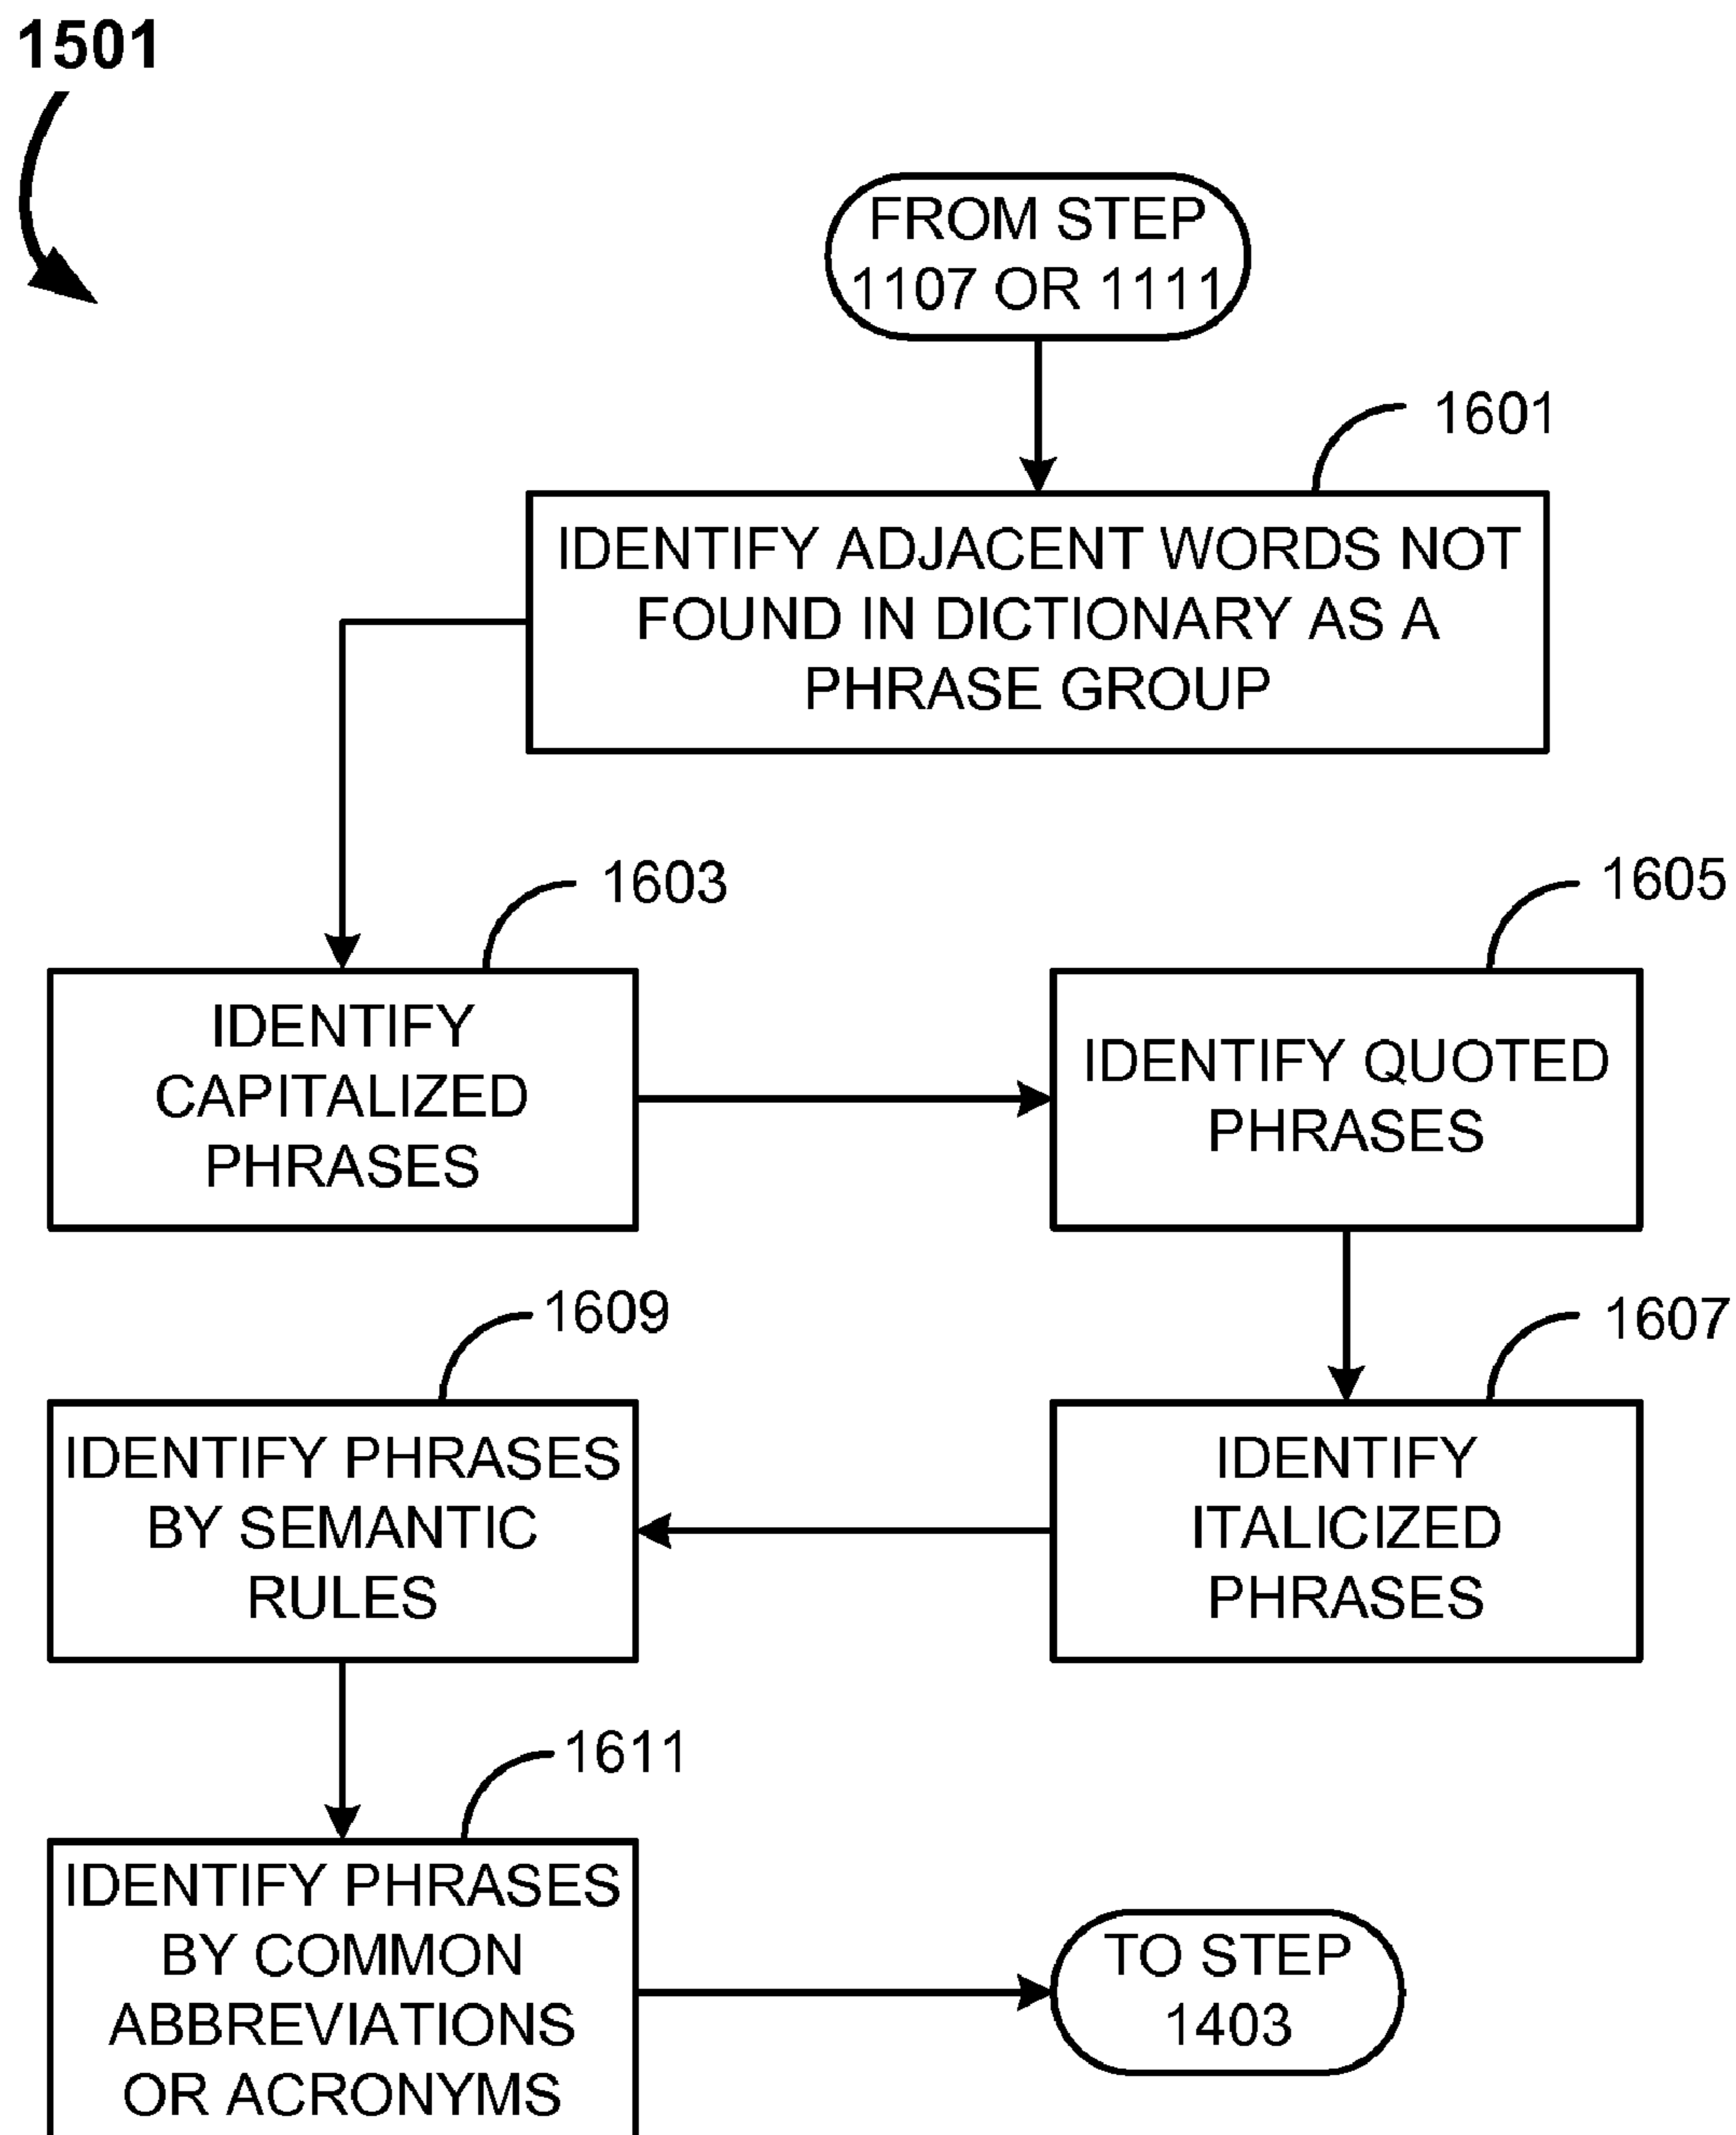 1501
FROM STEP
1107 OR 1111
1601
IDENTIFY ADJACENT WORDS NOT
FOUND IN DICTIONARY AS A
PHRASE GROUP
1603
IDENTIFY
CAPITALIZED
PHRASES
1605
IDENTIFY QUOTED
PHRASES
1607
IDENTIFY
ITALICIZED
PHRASES
1609
IDENTIFY PHRASES
BY SEMANTIC
RULES
1611
IDENTIFY PHRASES
BY COMMON
ABBREVIATIONS
OR ACRONYMS
TO STEP
1403